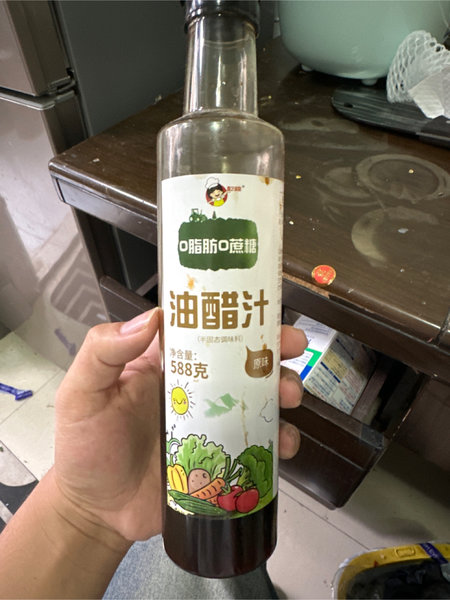 0脂肪0蔗糖
油醋汁
(半固态调味料)
净含量:
588克
原味